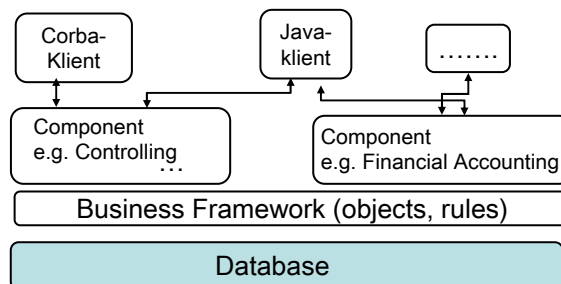 Corba-
Klient
Java-
klient
.......
Component
e.g. Controlling
...
Component
e.g. Financial Accounting
Business Framework (objects, rules)
Database